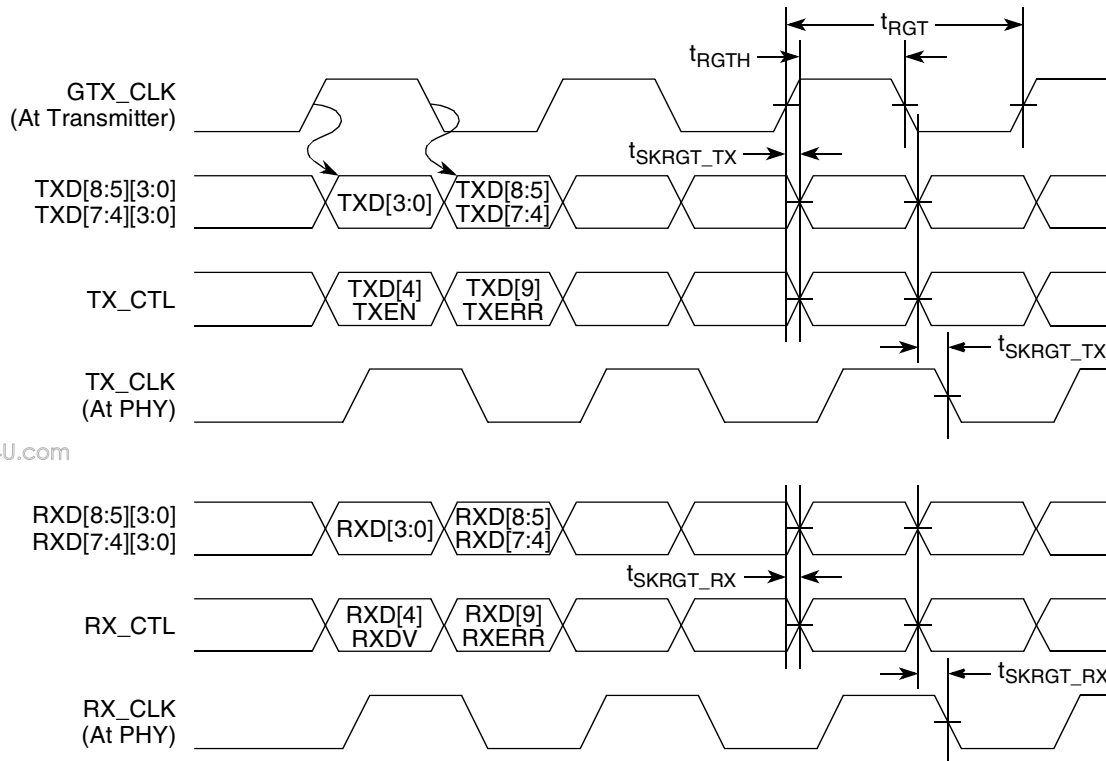 tRGT
tRGTH
GTX_CLK
(At Transmitter)
tSKRGT_TX
TXD[8:5][3:0]
TXD[7:4][3:0]
TXD[3:0]
TXD[8:5]
TXD[7:4]
TX_CTL
TXD[4]
TXEN
TXD[9]
TXERR
tSKRGT_TX
TX_CLK
(At PHY)
U.com
RXD[8:5][3:0]
RXD[7:4][3:0]
RXD[3:0]
RXD[8:5]
RXD[7:4]
tSKRGT_RX
RX_CTL
RXD[4]
RXDV
RXD[9]
RXERR
tSKRGT_RX
RX_CLK
(At PHY)